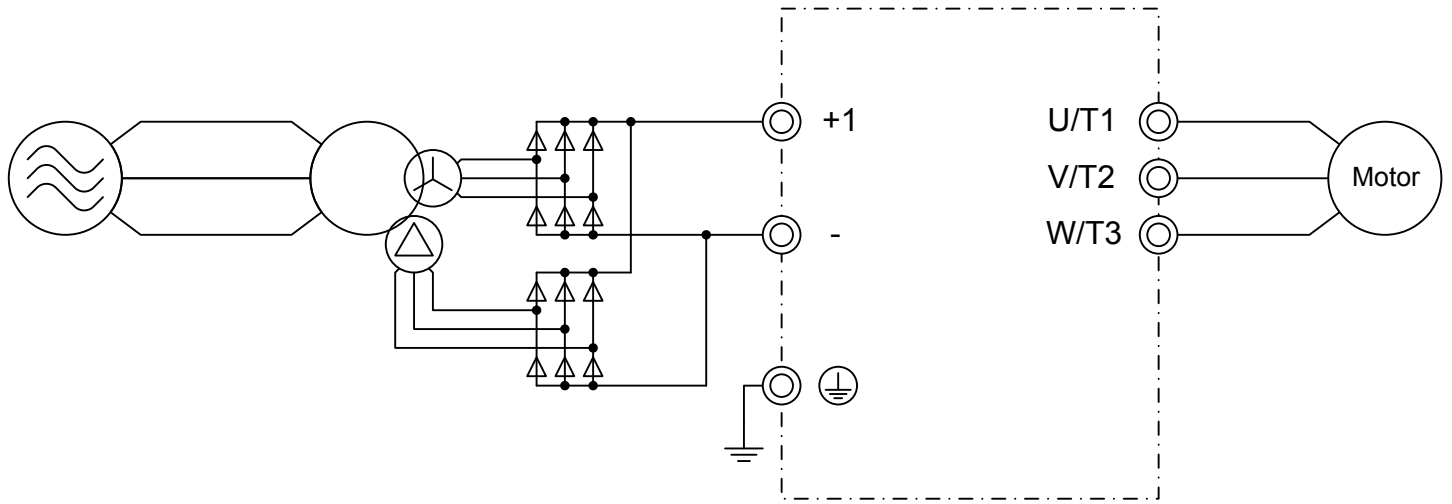 +1
U/T1
V/T2
Motor
-
W/T3